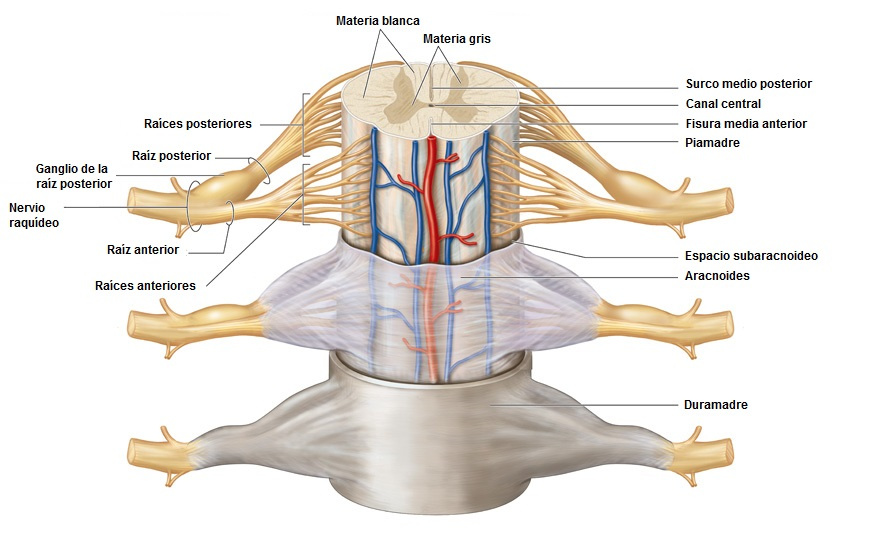 Materia blanca
Materia gris
Surco medio posterior
Canal central
Fisura media anterior
Piamadre
Raíces posteriores
Raíz posterior
Ganglio de la
raíz posterior
Nervio
raquídeo
Raíz anterior
Raíces anteriores
Espacio subaracnoideo
Aracnoides
Duramadre